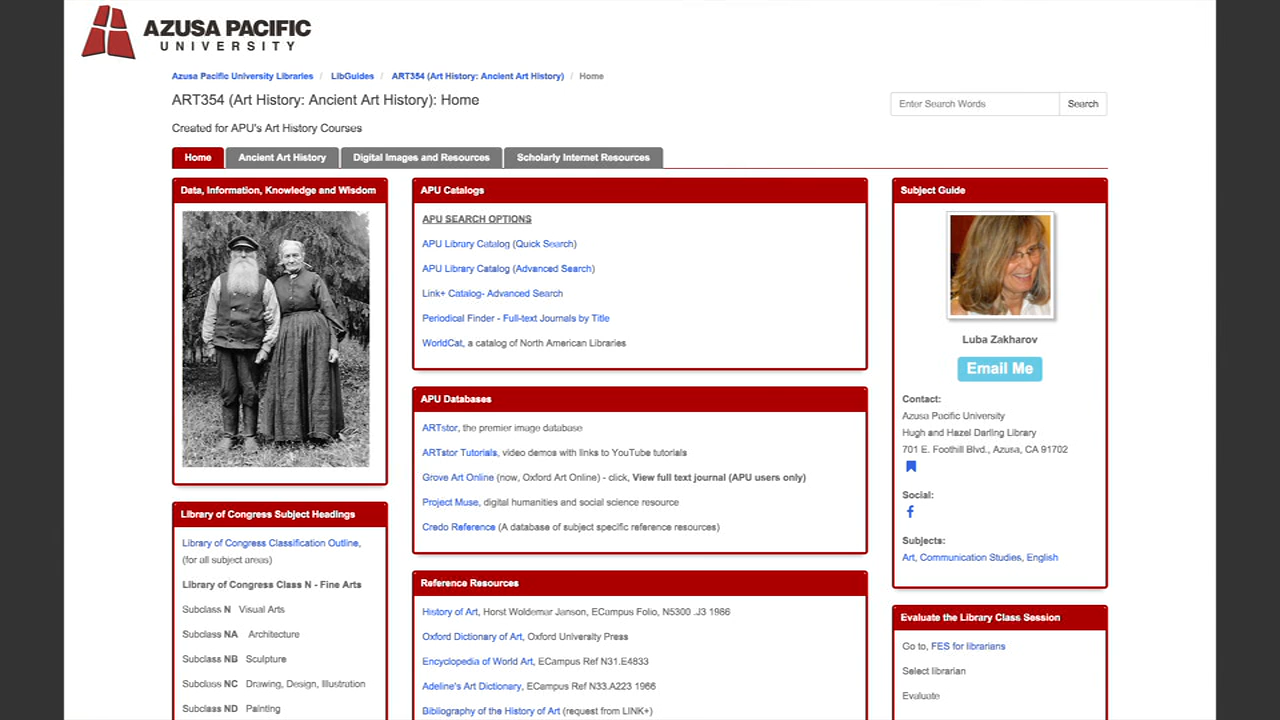 AZUSA PACIFIC
UNIVERSITY
Azusa Pacific University Libraries / LibGuides / ART354 (Art History: Ancient Art History) / Home
ART354 (Art History: Ancient Art History): Home
Enter Search Words Search
Created for APU's Art History Courses
Home Ancient Art History Digital Images and Resources Scholarly Internet Resources
Data, Information, Knowledge and Wisdom
Library of Congress Subject Headings
Library of Congress Classification Outline,
(for all subject areas)
Library of Congress Class N - Fine Arts
Subclass N Visual Arts
Subclass NA Architecture
Subclass NB Sculpture
Subclass NC Drawing, Design, Illustration
Subclass ND Painting
APU Catalogs
APU SEARCH OPTIONS
APU Library Catalog (Quick Search)
APU Library Catalog (Advanced Search)
Link+ Catalog- Advanced Search
Periodical Finder - Full-text Journals by Title
WorldCat, a catalog of North American Libraries
APU Databases
ARTstor, the premier image database
ARTstor Tutorials, video demos with links to YouTube tutorials
Grove Art Online (now, Oxford Art Online) - click, View full text journal (APU users only)
Project Muse, digital humanities and social science resource
Credo Reference (A database of subject specific reference resources)
Reference Resources
History of Art, Horst Woldemar Janson, ECampus Folio, N5300 .J3 1986
Oxford Dictionary of Art, Oxford University Press
Encyclopedia of World Art, ECampus Ref N31.E4833
Adeline's Art Dictionary, ECampus Ref N33.A223 1966
Bibliography of the History of Art (request from LINK+)
Subject Guide
Luba Zakharov
Email Me
Contact:
Azusa Pacific University
Hugh and Hazel Darling Library
701 E. Foothill Blvd., Azusa, CA 91702
Social:
Subjects:
Art, Communication Studies, English
Evaluate the Library Class Session
Go to, FES for librarians
Select librarian
Evaluate